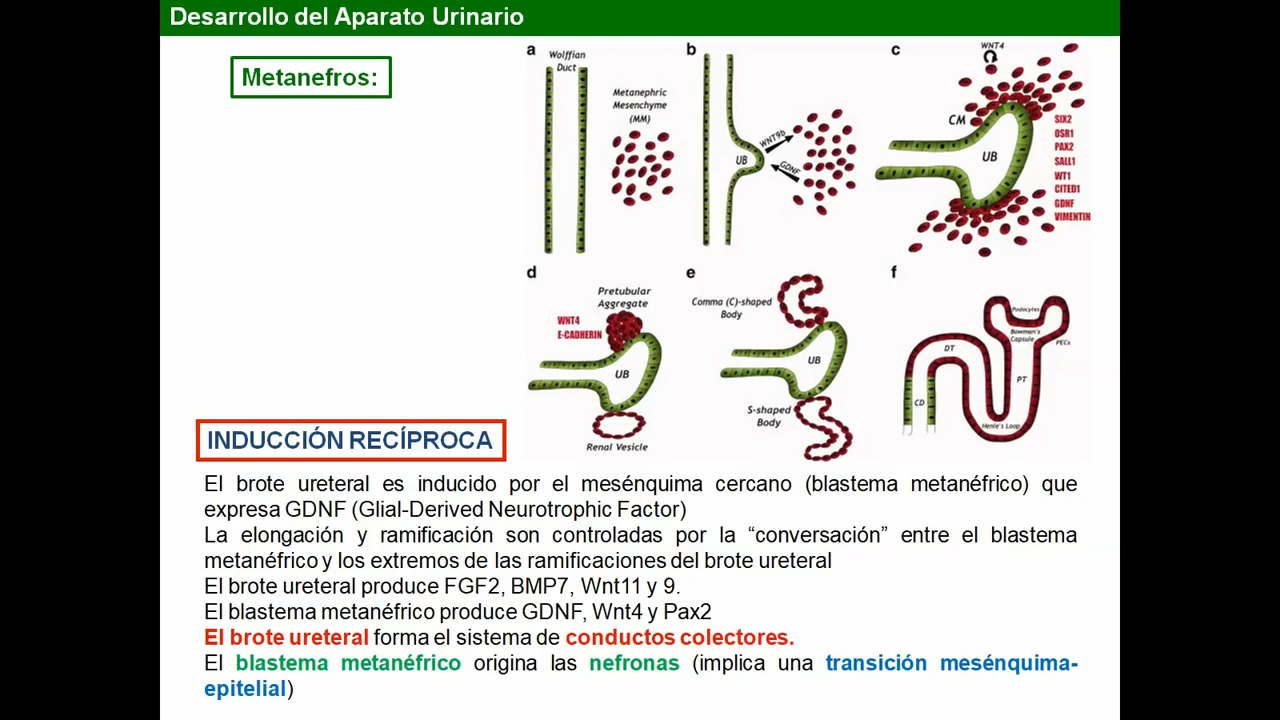 Desarrollo del Aparato Urinario
Metanefros:
a
Wolffian
Duct
Metanephric
Mesenchyme
(MM)
b
UB
WNT9b
GDNF
c
WNT4
CM
UB
SIX2
OSR1
PAX2
SALL1
WT1
CITED1
GDNF
VIMENTIN
d
Pretubular
Aggregate
WNT4
E-CADHERIN
UB
Renal Vesicle
e
Comma (C)-shaped
Body
UB
S-shaped
Body
f
Podocytes
Bowman's
Capsule
PECs
DT
PT
CD
Henle's Loop
INDUCCIÓN RECÍPROCA
El brote ureteral es inducido por el mesénquima cercano (blastema metanéfrico) que
expresa GDNF (Glial-Derived Neurotrophic Factor)
La elongación y ramificación son controladas por la “conversación” entre el blastema
metanéfrico y los extremos de las ramificaciones del brote ureteral
El brote ureteral produce FGF2, BMP7, Wnt11 y 9.
El blastema metanéfrico produce GDNF, Wnt4 y Pax2
El brote ureteral forma el sistema de conductos colectores.
El blastema metanéfrico origina las nefronas (implica una transición mesénquima-
epitelial)